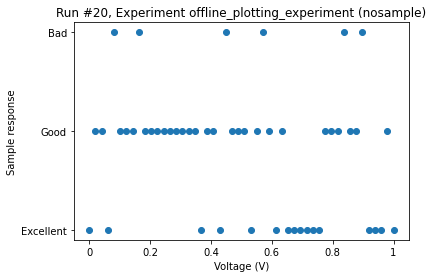 Run #20, Experiment offline_plotting_experiment (nosample)
Bad
Good
Excellent
Sample response
0 0.2 0.4 0.6 0.8 1
Voltage (V)